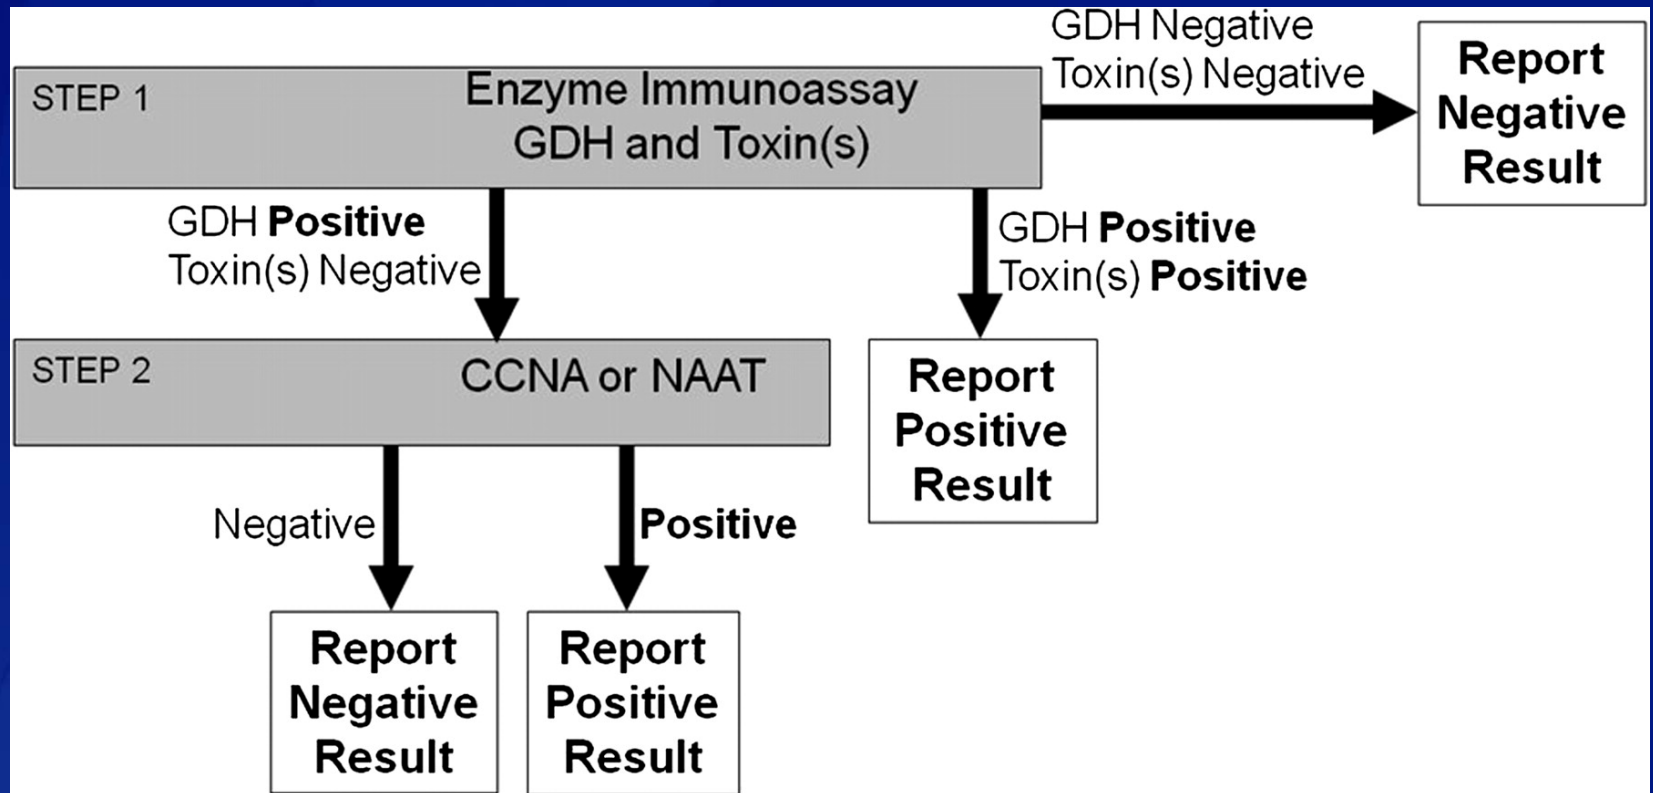 GDH Negative
Toxin(s) Negative
Report
Negative
Result
STEP 1
Enzyme Immunoassay
GDH and Toxin(s)
GDH Positive
Toxin(s) Negative
GDH Positive
Toxin(s) Positive
STEP 2
CCNA or NAAT
Report
Positive
Result
Negative
Positive
Report
Negative
Result
Report
Positive
Result